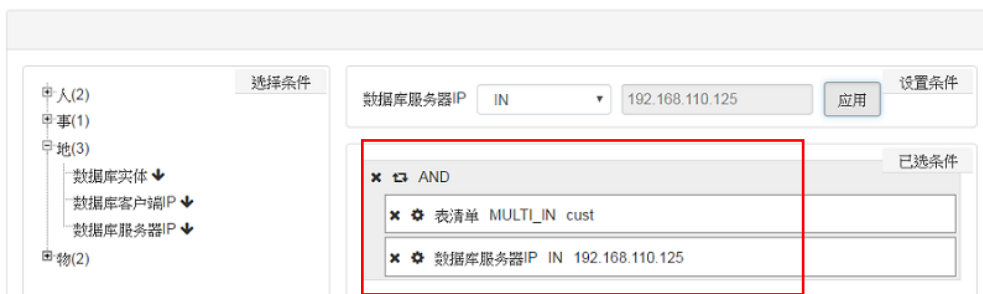 选择条件
人(2)
事(1)
地(3)
数据库实体
数据库客户端IP
数据库服务器IP
物(2)
设置条件
数据库服务器IP IN 192.168.110.125 应用
已选条件
AND
表清单 MULTI_IN cust
数据库服务器IP IN 192.168.110.125